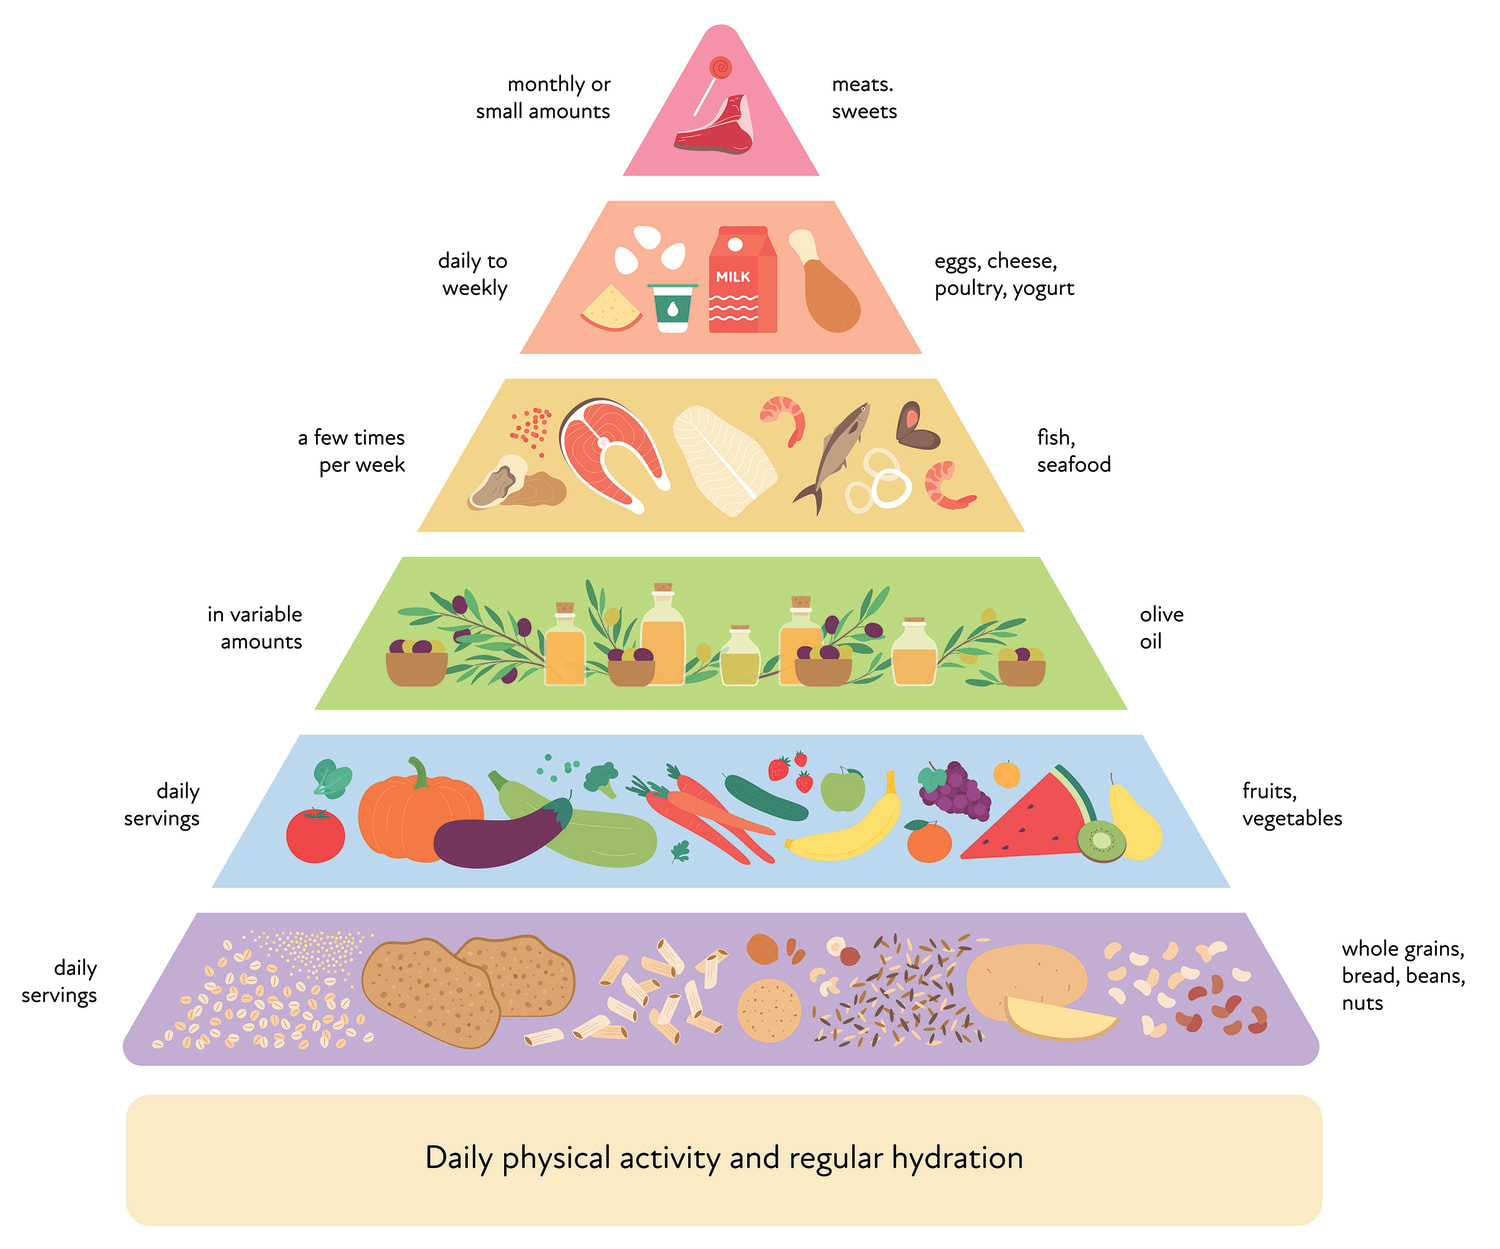 monthly or
small amounts
meats.
sweets
daily to
weekly
MILK
eggs, cheese,
poultry, yogurt
a few times
per week
fish,
seafood
in variable
amounts
olive
oil
daily
servings
fruits,
vegetables
daily
servings
whole grains,
bread, beans,
nuts
Daily physical activity and regular hydration